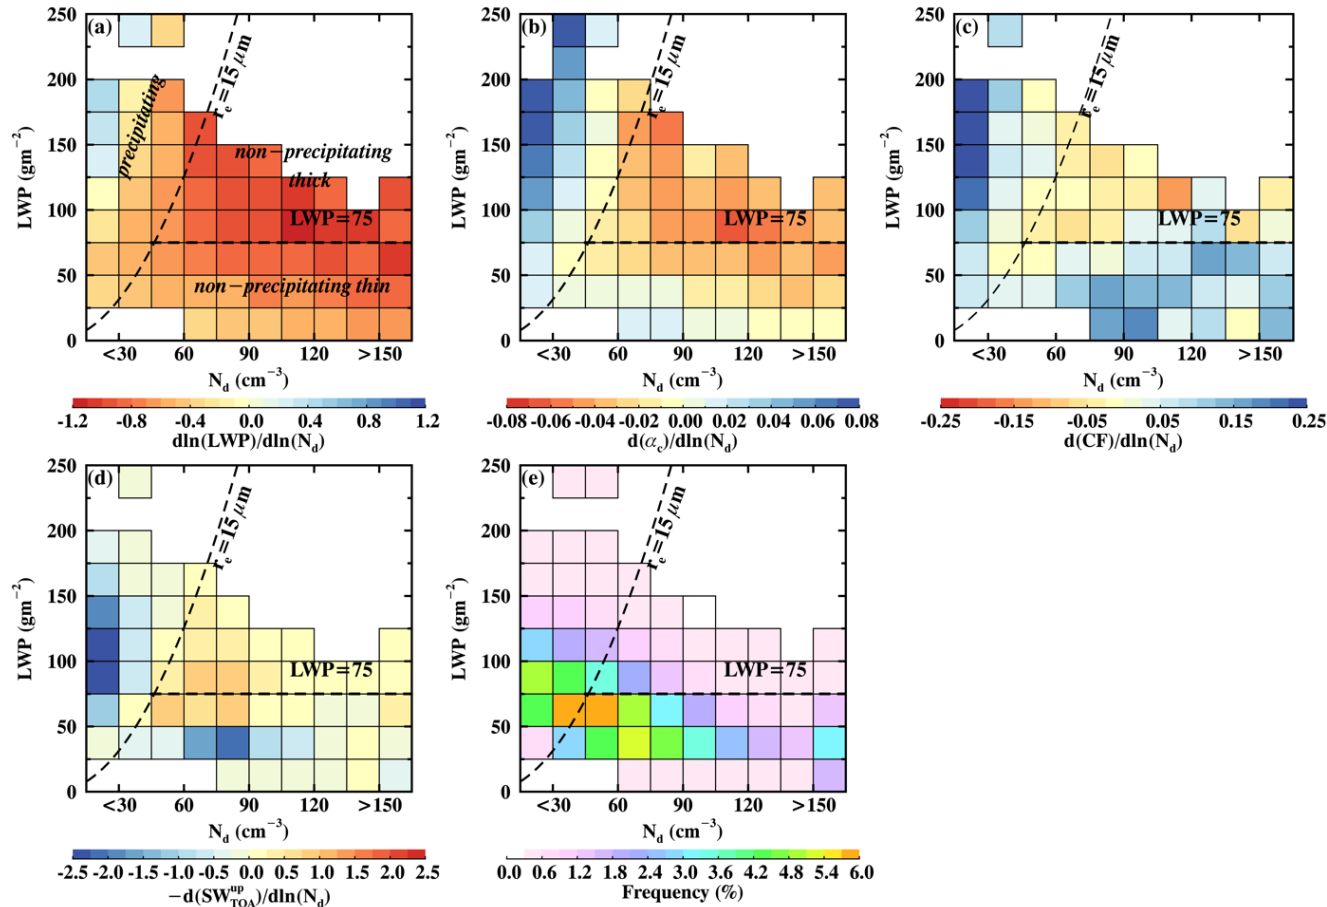 (a)
250
200
150
100
50
0
LWP (gm⁻²)
precipitating
rₑ=15 μm
non−precipitating
thick
LWP=75
non−precipitating thin
<30 60 90 120 >150
N_d (cm⁻³)
-1.2 -0.8 -0.4 0.0 0.4 0.8 1.2
dln(LWP)/dln(N_d)
(b)
250
200
150
100
50
0
LWP (gm⁻²)
rₑ=15 μm
LWP=75
<30 60 90 120 >150
N_d (cm⁻³)
-0.08 -0.06 -0.04 -0.02 0.00 0.02 0.04 0.06 0.08
d(α_c)/dln(N_d)
(c)
250
200
150
100
50
0
LWP (gm⁻²)
rₑ=15 μm
LWP=75
<30 60 90 120 >150
N_d (cm⁻³)
-0.25 -0.15 -0.05 0.05 0.15 0.25
d(CF)/dln(N_d)
(d)
250
200
150
100
50
0
LWP (gm⁻²)
rₑ=15 μm
LWP=75
<30 60 90 120 >150
N_d (cm⁻³)
-2.5 -2.0 -1.5 -1.0 -0.5 0.0 0.5 1.0 1.5 2.0 2.5
−d(SW^up_TOA)/dln(N_d)
(e)
250
200
150
100
50
0
LWP (gm⁻²)
rₑ=15 μm
LWP=75
<30 60 90 120 >150
N_d (cm⁻³)
0.0 0.6 1.2 1.8 2.4 3.0 3.6 4.2 4.8 5.4 6.0
Frequency (%)